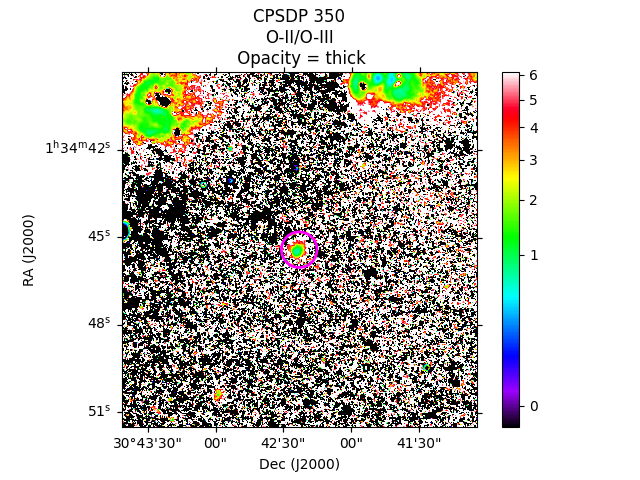 CPSDP 350
O-II/O-III
Opacity = thick
6
5
4
3
2
1
0
1h34m42s
45s
48s
51s
RA (J2000)
30°43'30" 00" 42'30" 00" 41'30"
Dec (J2000)